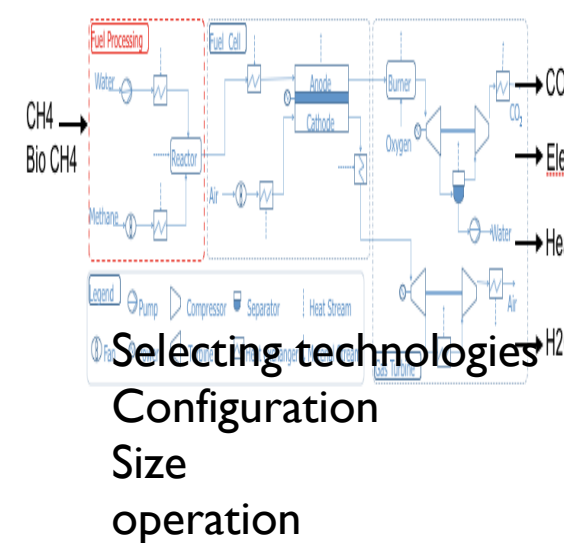 Fuel Processing
Fuel Cell
Water
Anode
Burner
CO2
CH4
Bio CH4
Reactor
Cathode
Oxygen
Air
Methane
Water
Legend
Pump
Compressor
Separator
Heat Stream
Air
Fan
Gas Turbine
H2
Selecting technologies
Configuration
Size
operation